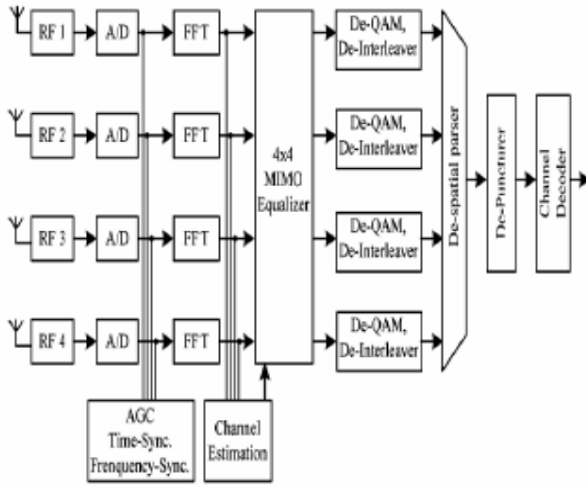 RF 1
A/D
FFT
De-QAM,
De-Interleaver
RF 2
A/D
FFT
De-QAM,
De-Interleaver
RF 3
A/D
FFT
De-QAM,
De-Interleaver
RF 4
A/D
FFT
De-QAM,
De-Interleaver
4x4
MIMO
Equalizer
De-spatial parser
De-Puncturer
Channel
Decoder
AGC
Time-Sync.
Frenquency-Sync.
Channel
Estimation